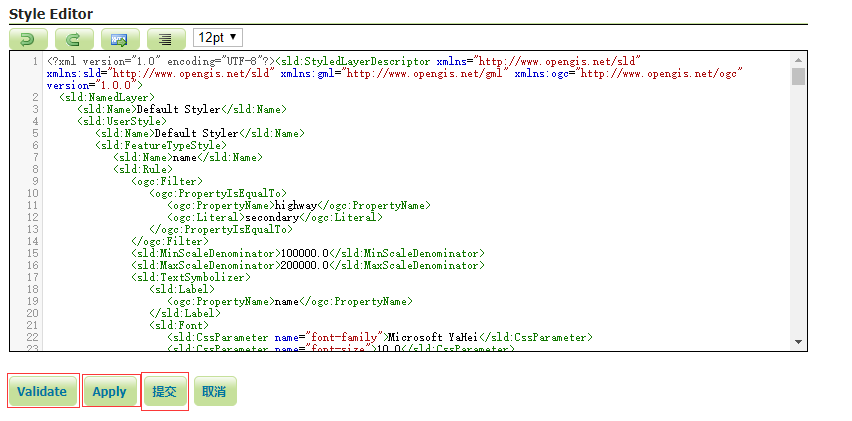 Style Editor
12pt
1 <?xml version="1.0" encoding="UTF-8"?><sld:StyledLayerDescriptor xmlns="http://www.opengis.net/sld"
xmlns:sld="http://www.opengis.net/sld" xmlns:gml="http://www.opengis.net/gml" xmlns:ogc="http://www.opengis.net/ogc"
version="1.0.0">
2 <sld:NamedLayer>
3 <sld:Name>Default Styler</sld:Name>
4 <sld:UserStyle>
5 <sld:Name>Default Styler</sld:Name>
6 <sld:FeatureTypeStyle>
7 <sld:Name>name</sld:Name>
8 <sld:Rule>
9 <ogc:Filter>
10 <ogc:PropertyIsEqualTo>
11 <ogc:PropertyName>highway</ogc:PropertyName>
12 <ogc:Literal>secondary</ogc:Literal>
13 </ogc:PropertyIsEqualTo>
14 </ogc:Filter>
15 <sld:MinScaleDenominator>100000.0</sld:MinScaleDenominator>
16 <sld:MaxScaleDenominator>200000.0</sld:MaxScaleDenominator>
17 <sld:TextSymbolizer>
18 <sld:Label>
19 <ogc:PropertyName>name</ogc:PropertyName>
20 </sld:Label>
21 <sld:Font>
22 <sld:CssParameter name="font-family">Microsoft YaHei</sld:CssParameter>
23 <sld:CssParameter name="font-size">10.0</sld:CssParameter>
Validate Apply 提交 取消